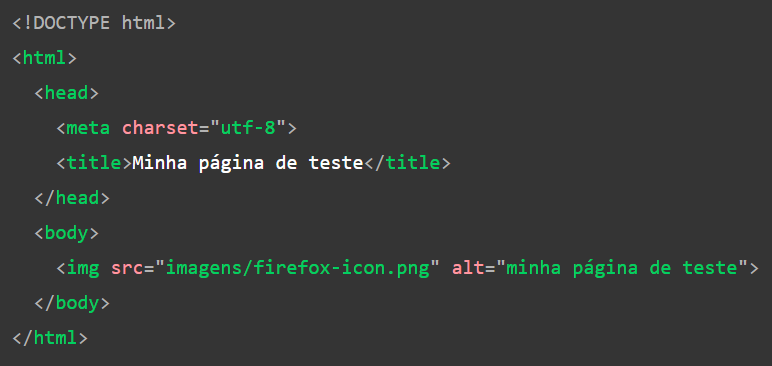 <!DOCTYPE html>
<html>
  <head>
    <meta charset="utf-8">
    <title>Minha página de teste</title>
  </head>
  <body>
    <img src="imagens/firefox-icon.png" alt="minha página de teste">
  </body>
</html>